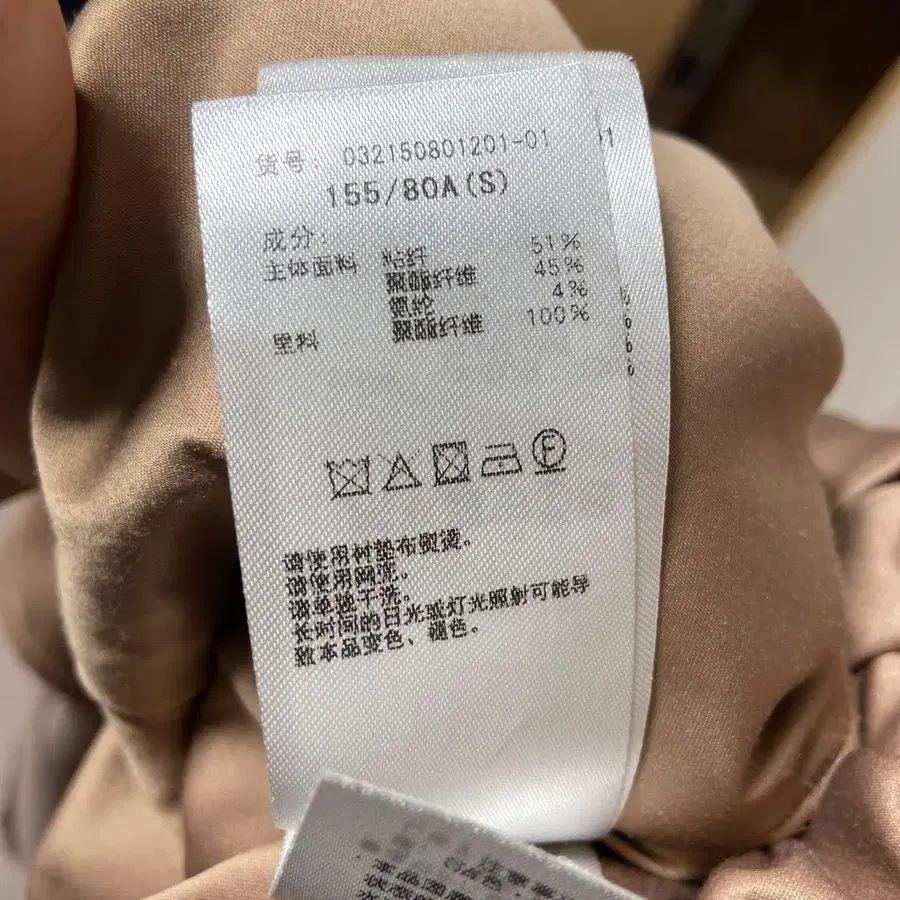 货号: 032150801201-01
155/80A(S)
成分:
主体面料 粘纤 51%
聚酯纤维 45%
氨纶 4%
里料 聚酯纤维 100%
F
请使用衬垫布熨烫。
请使用网洗。
请单独干洗。
长时间的日光或灯光照射可能导
致本品变色、褪色。